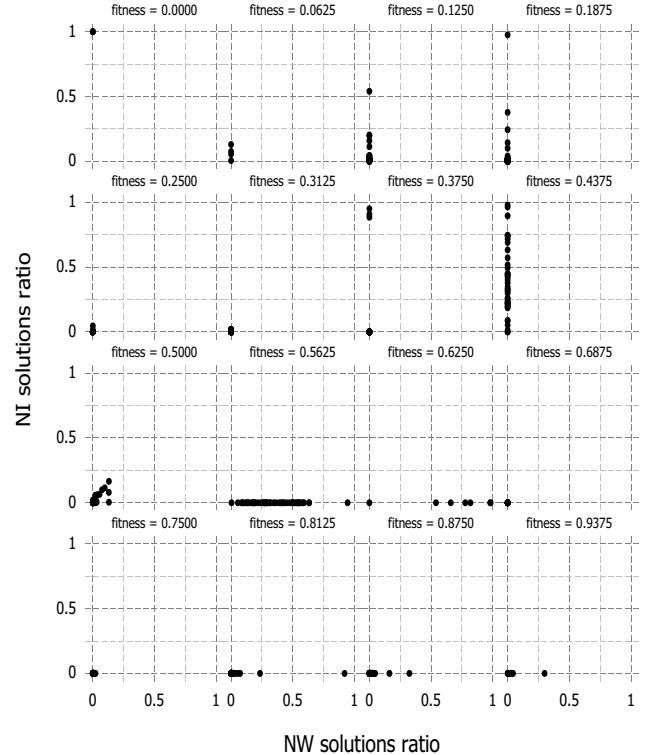 fitness = 0.0000 fitness = 0.0625 fitness = 0.1250 fitness = 0.1875
1
0.5
0
fitness = 0.2500 fitness = 0.3125 fitness = 0.3750 fitness = 0.4375
1
0.5
0
fitness = 0.5000 fitness = 0.5625 fitness = 0.6250 fitness = 0.6875
1
0.5
0
fitness = 0.7500 fitness = 0.8125 fitness = 0.8750 fitness = 0.9375
1
0.5
0
0 0.5 1 0 0.5 1 0 0.5 1 0 0.5 1
NI solutions ratio
NW solutions ratio